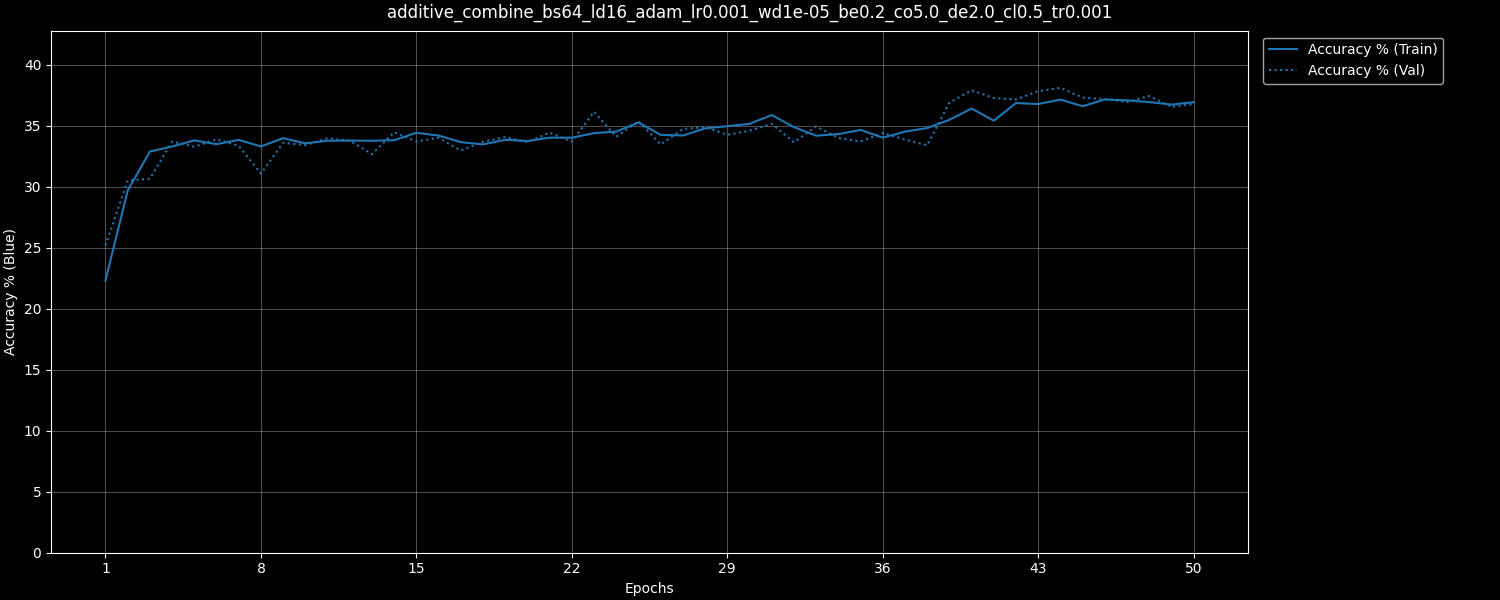 additive_combine_bs64_ld16_adam_lr0.001_wd1e-05_be0.2_co5.0_de2.0_cl0.5_tr0.001
Accuracy % (Train)
Accuracy % (Val)
Accuracy % (Blue)
40
35
30
25
20
15
10
5
0
1 8 15 22 29 36 43 50
Epochs